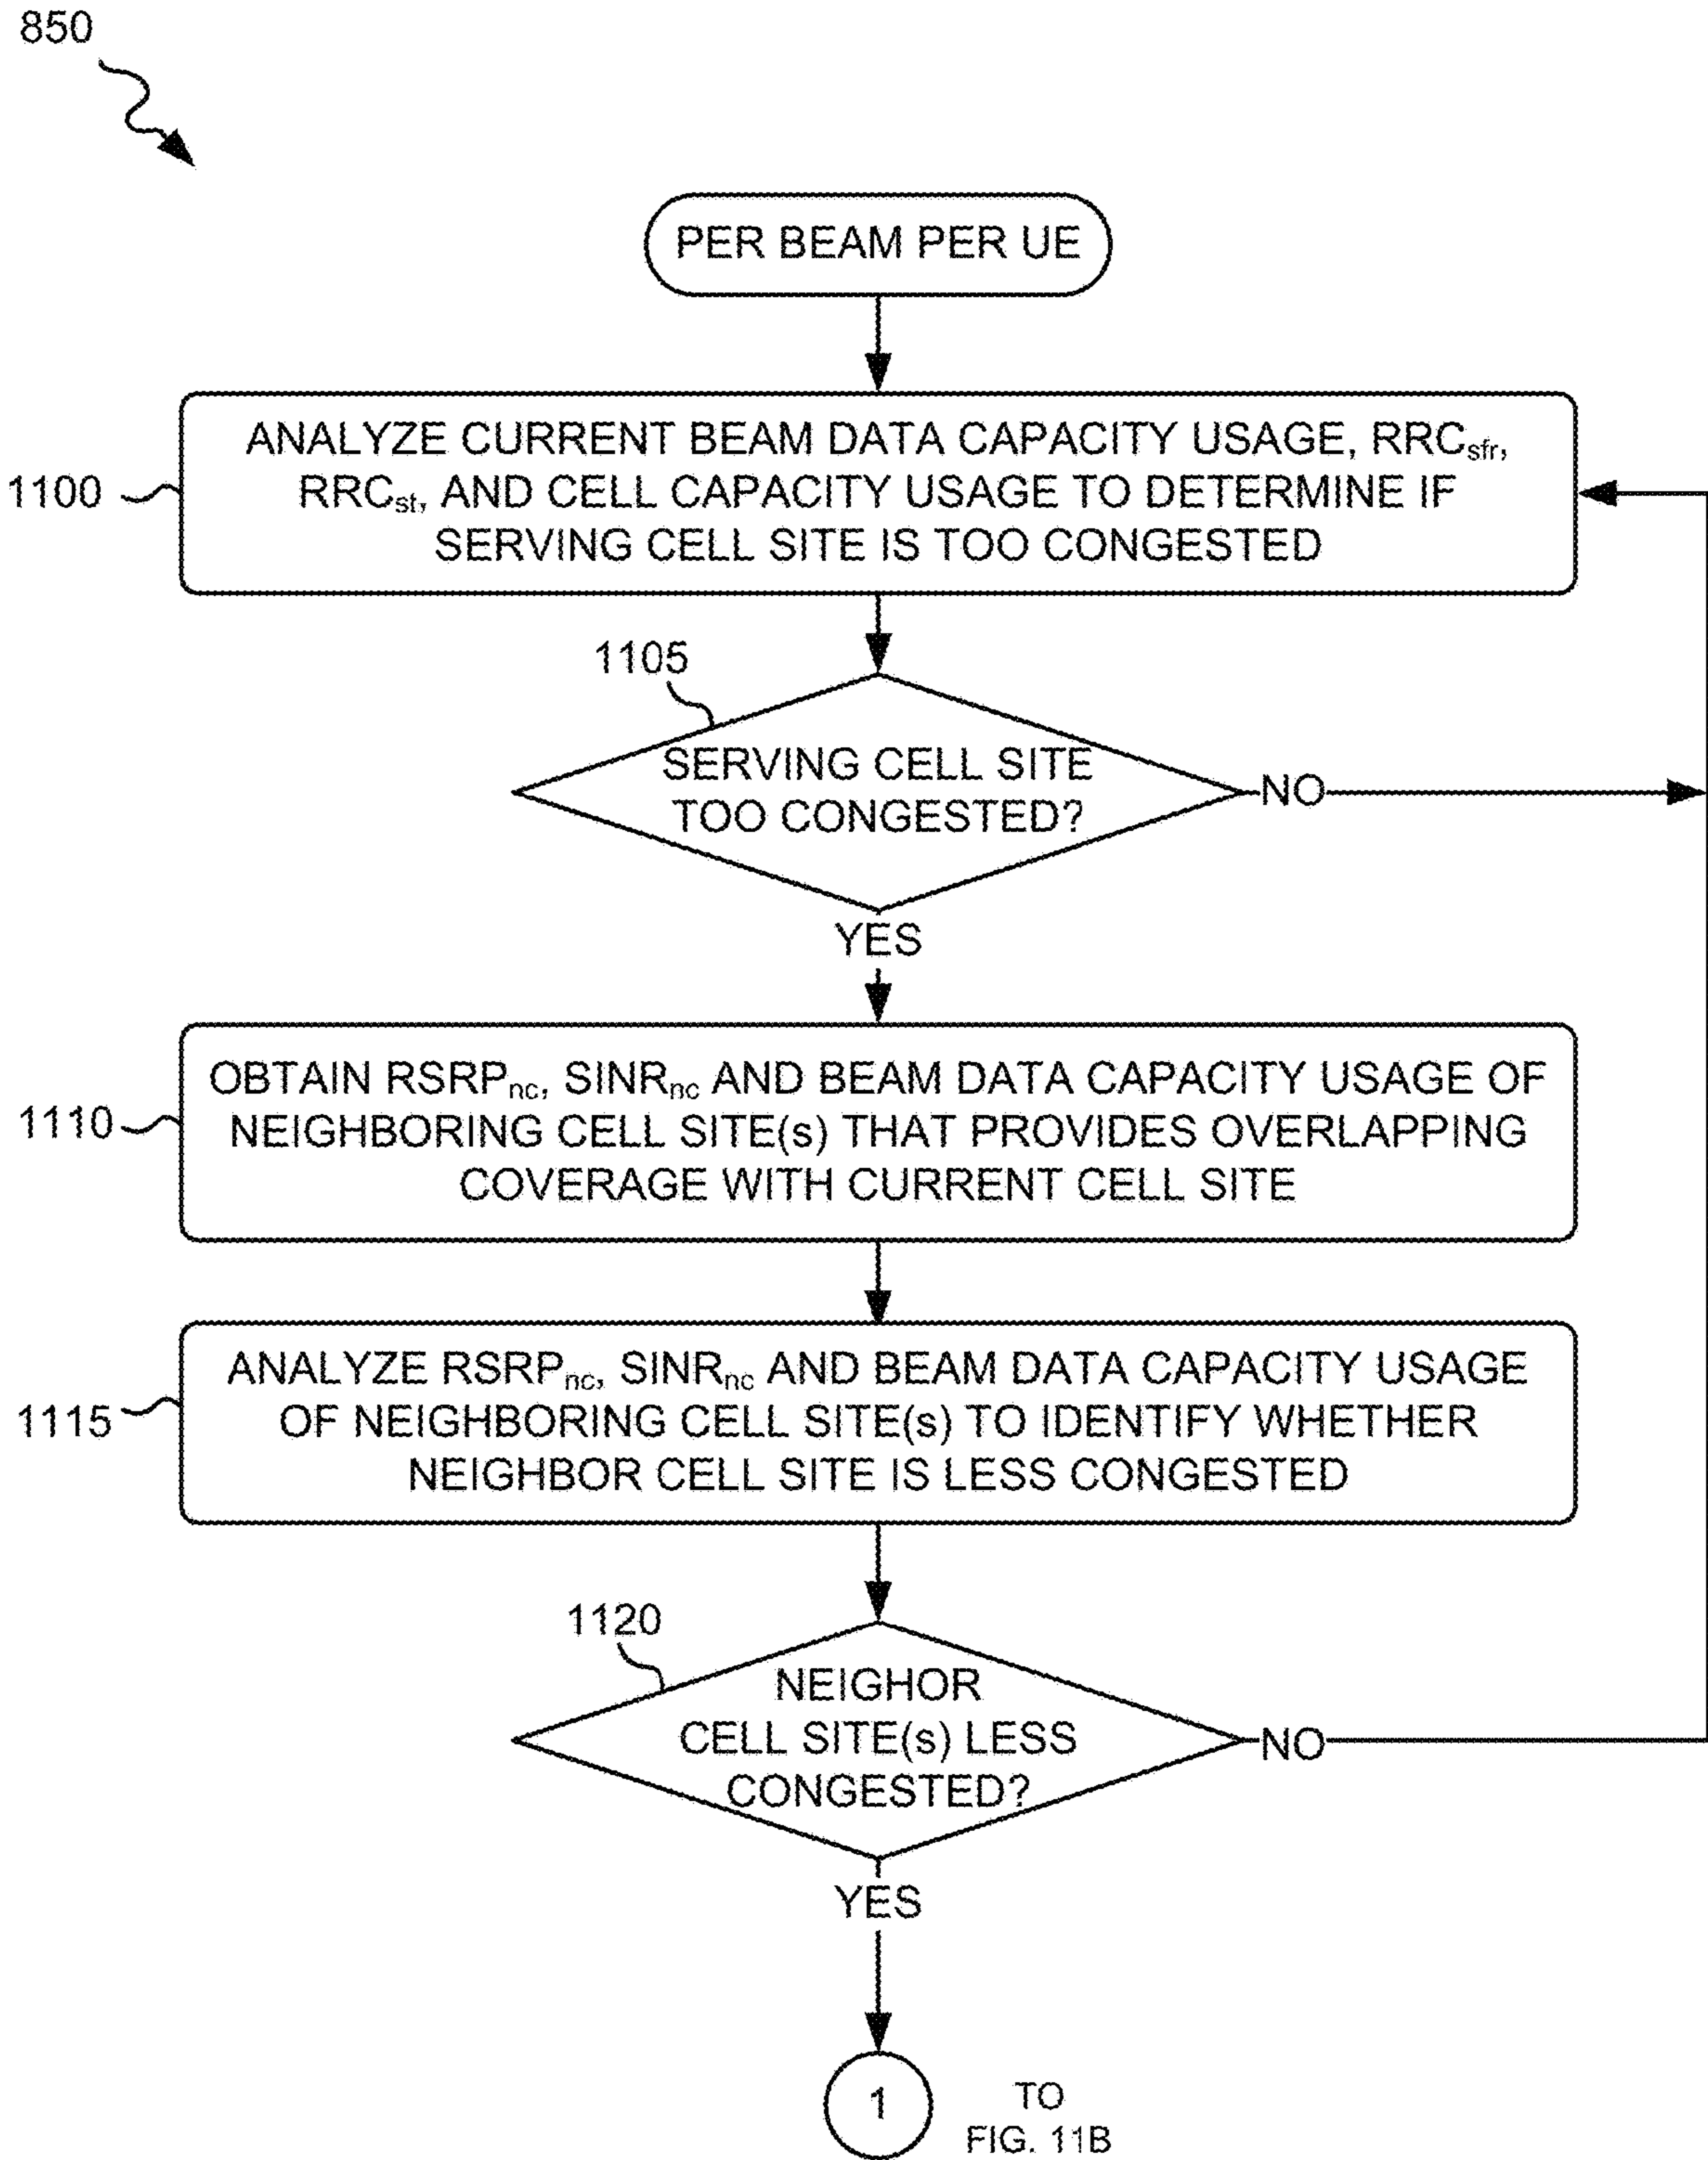 850
PER BEAM PER UE
1100
ANALYZE CURRENT BEAM DATA CAPACITY USAGE, RRCsfr,
RRCst, AND CELL CAPACITY USAGE TO DETERMINE IF
SERVING CELL SITE IS TOO CONGESTED
1105
SERVING CELL SITE
TOO CONGESTED?
NO
YES
1110
OBTAIN RSRPnc, SINRnc AND BEAM DATA CAPACITY USAGE OF
NEIGHBORING CELL SITE(s) THAT PROVIDES OVERLAPPING
COVERAGE WITH CURRENT CELL SITE
1115
ANALYZE RSRPnc, SINRnc AND BEAM DATA CAPACITY USAGE
OF NEIGHBORING CELL SITE(s) TO IDENTIFY WHETHER
NEIGHBOR CELL SITE IS LESS CONGESTED
1120
NEIGHOR
CELL SITE(s) LESS
CONGESTED?
NO
YES
1
TO
FIG. 11B